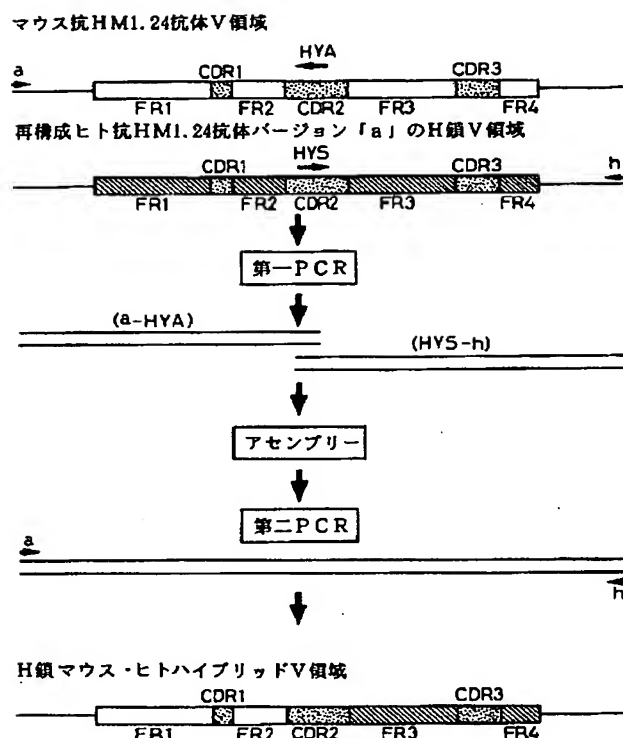 マウス抗HM1.24抗体V領域
a
HYA
CDR1
CDR3
FR1 FR2 CDR2 FR3 FR4
再構成ヒト抗HM1.24抗体バージョン「a」のH鎖V領域
CDR1
HYS
CDR3
h
FR1 FR2 CDR2 FR3 FR4
第一PCR
(a-HYA)
(HYS-h)
アセンブリー
第二PCR
a
h
H鎖マウス・ヒトハイブリッドV領域
CDR1 CDR3
FR1 FR2 CDR2 FR3 FR4